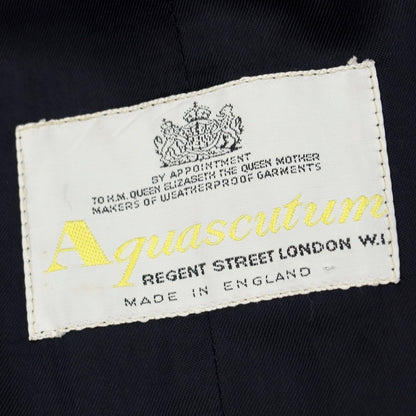 BY APPOINTMENT
TO H.M. QUEEN ELIZABETH THE QUEEN MOTHER
MAKERS OF WEATHERPROOF GARMENTS
Aquascutum
REGENT STREET LONDON W.I.
MADE IN ENGLAND